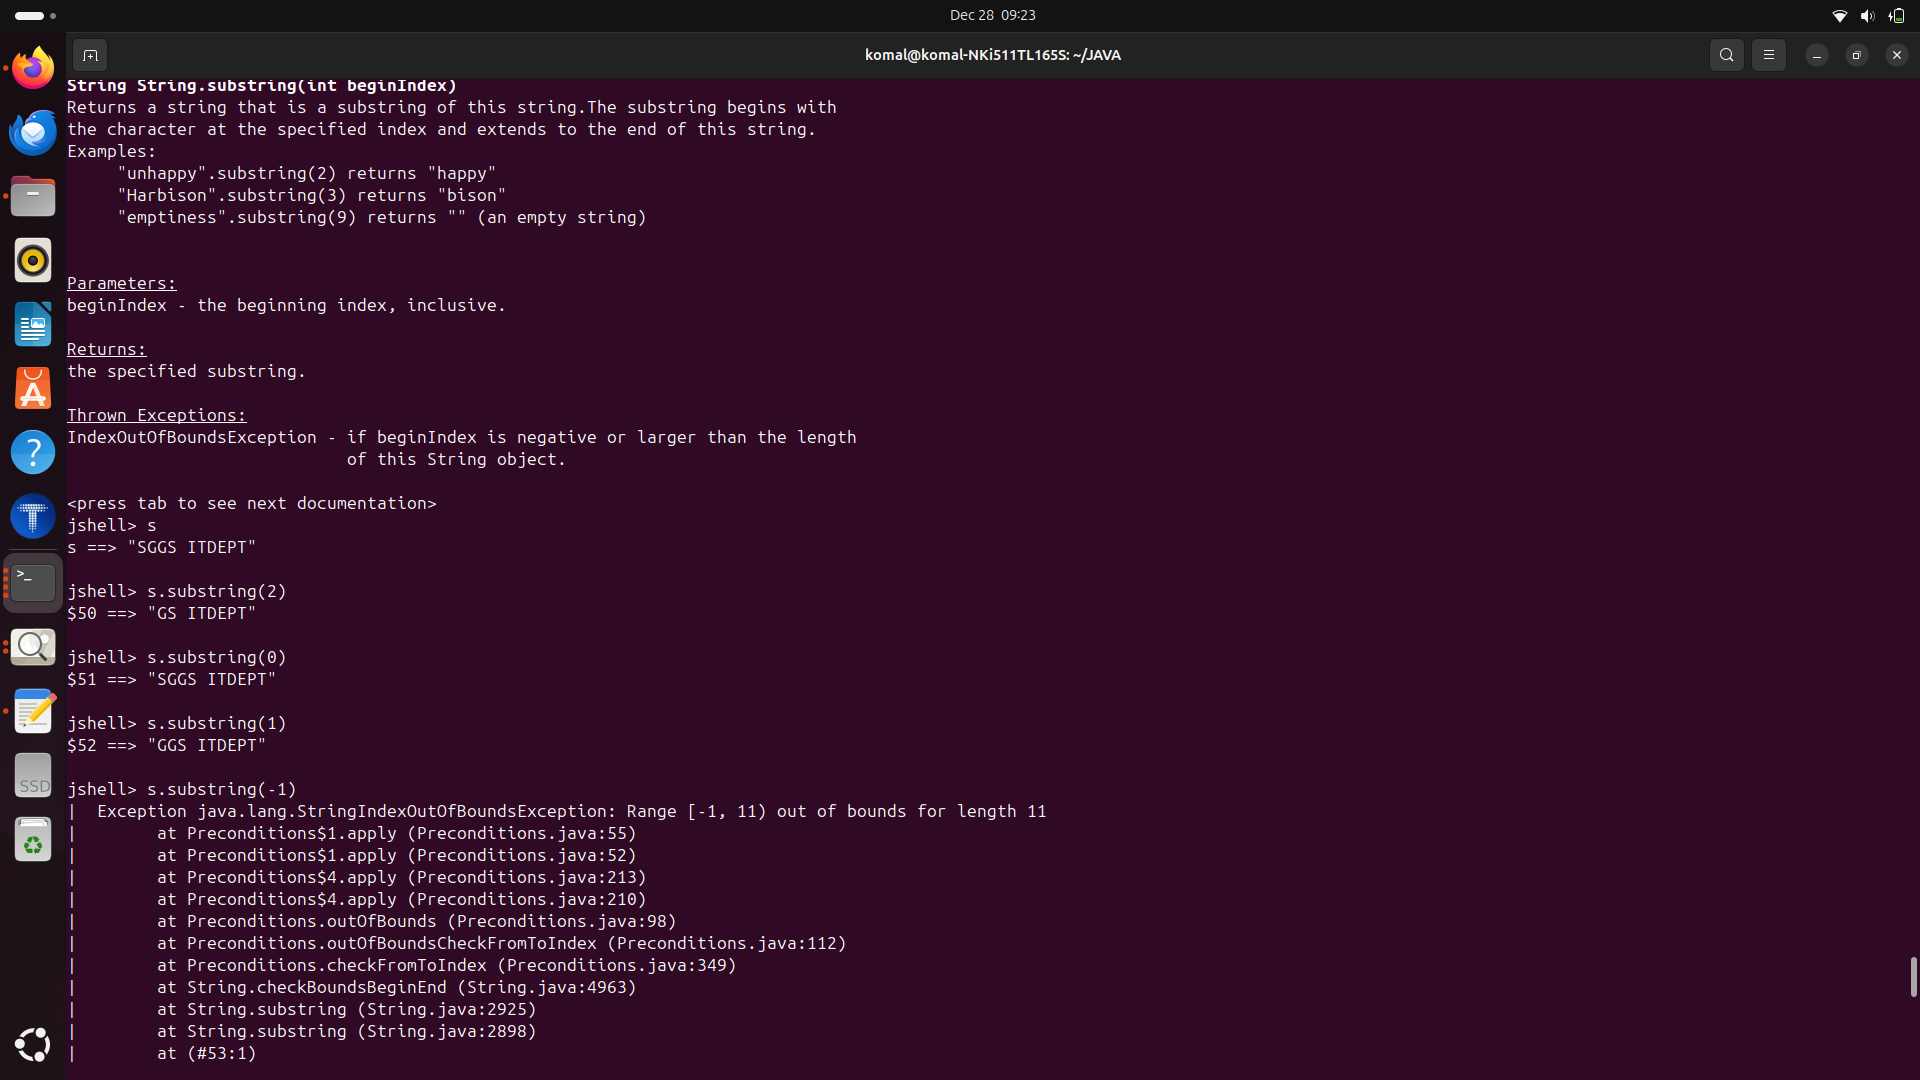 Dec 28 09:23
komal@komal-NKi511TL165S: ~/JAVA
String String.substring(int beginIndex)
Returns a string that is a substring of this string.The substring begins with
the character at the specified index and extends to the end of this string.
Examples:
     "unhappy".substring(2) returns "happy"
     "Harbison".substring(3) returns "bison"
     "emptiness".substring(9) returns "" (an empty string)
Parameters:
beginIndex - the beginning index, inclusive.
Returns:
the specified substring.
Thrown Exceptions:
IndexOutOfBoundsException - if beginIndex is negative or larger than the length
                            of this String object.
<press tab to see next documentation>
jshell> s
s ==> "SGGS ITDEPT"
jshell> s.substring(2)
$50 ==> "GS ITDEPT"
jshell> s.substring(0)
$51 ==> "SGGS ITDEPT"
jshell> s.substring(1)
$52 ==> "GGS ITDEPT"
jshell> s.substring(-1)
|  Exception java.lang.StringIndexOutOfBoundsException: Range [-1, 11) out of bounds for length 11
|        at Preconditions$1.apply (Preconditions.java:55)
|        at Preconditions$1.apply (Preconditions.java:52)
|        at Preconditions$4.apply (Preconditions.java:213)
|        at Preconditions$4.apply (Preconditions.java:210)
|        at Preconditions.outOfBounds (Preconditions.java:98)
|        at Preconditions.outOfBoundsCheckFromToIndex (Preconditions.java:112)
|        at Preconditions.checkFromToIndex (Preconditions.java:349)
|        at String.checkBoundsBeginEnd (String.java:4963)
|        at String.substring (String.java:2925)
|        at String.substring (String.java:2898)
|        at (#53:1)
SSD